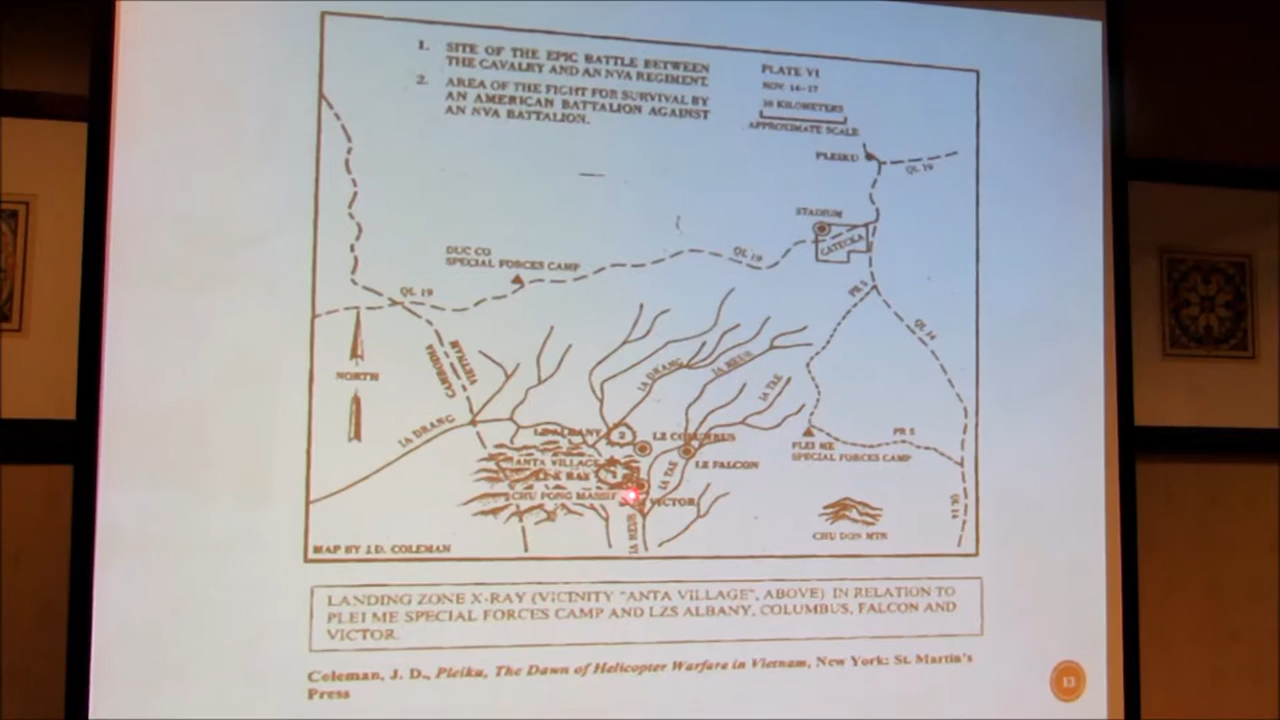 1. SITE OF THE EPIC BATTLE BETWEEN
THE CAVALRY AND AN NVA REGIMENT.
2. AREA OF THE FIGHT FOR SURVIVAL BY
AN AMERICAN BATTALION AGAINST
AN NVA BATTALION.
PLATE VI
NOV. 14-17
10 KILOMETERS
APPROXIMATE SCALE
PLEIKU
QL 19
STADIUM
CATECKA
DUC CO
SPECIAL FORCES CAMP
QL 19
QL 19
PR 5
QL 14
NORTH
CAMBODIA
VIETNAM
IA DRANG
IA MEUR
IA TAE
IA DRANG
LZ ALBANY
2
LZ COLUMBUS
ANTA VILLAGE
LZ X-RAY
LZ FALCON
IA TAE
CHU PONG MASSIF
VICTOR
IA MEUR
PLEI ME
SPECIAL FORCES CAMP
PR 5
QL 14
CHU DON MTN
MAP BY J.D. COLEMAN
LANDING ZONE X-RAY (VICINITY "ANTA VILLAGE", ABOVE) IN RELATION TO
PLEI ME SPECIAL FORCES CAMP AND LZS ALBANY, COLUMBUS, FALCON AND
VICTOR.
Coleman, J. D., Pleiku, The Dawn of Helicopter Warfare in Vietnam, New York: St. Martin's
Press
13